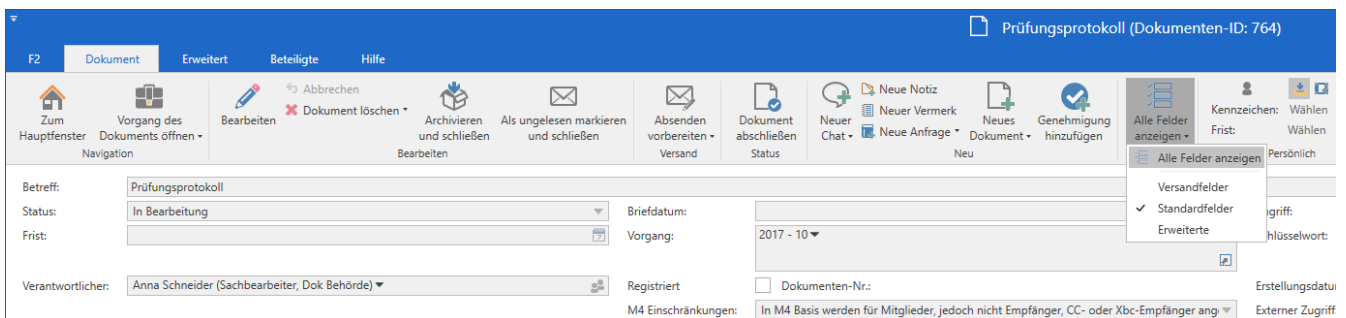 Prüfungsprotokoll (Dokumenten-ID: 764)
F2 Dokument Erweitert Beteiligte Hilfe
Zum Hauptfenster
Vorgang des Dokuments öffnen
Navigation
Bearbeiten
Abbrechen
Dokument löschen
Archivieren und schließen
Als ungelesen markieren und schließen
Bearbeiten
Absenden vorbereiten
Versand
Dokument abschließen
Status
Neuer Chat
Neue Notiz
Neuer Vermerk
Neue Anfrage
Neues Dokument
Genehmigung hinzufügen
Neu
Alle Felder anzeigen
Kennzeichen: Wählen
Frist: Wählen
Persönlich
Alle Felder anzeigen
Versandfelder
Standardfelder
Erweiterte
Betreff: Prüfungsprotokoll
Status: In Bearbeitung
Briefdatum:
griff:
Frist:
Vorgang: 2017 - 10
hlüsselwort:
Verantwortlicher: Anna Schneider (Sachbearbeiter, Dok Behörde)
Registriert
Dokumenten-Nr.:
Erstellungsdatu
M4 Einschränkungen: In M4 Basis werden für Mitglieder, jedoch nicht Empfänger, CC- oder Xbc-Empfänger ang
Externer Zugriff